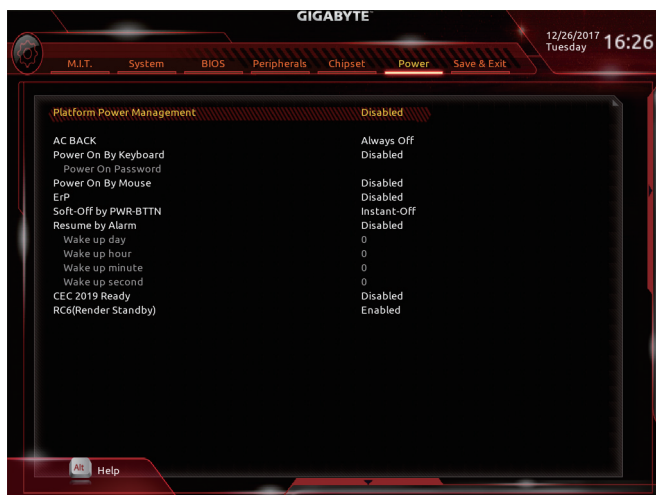 GIGABYTE™
12/26/2017 Tuesday 16:26
M.I.T. System BIOS Peripherals Chipset Power Save & Exit
Platform Power Management Disabled
AC BACK Always Off
Power On By Keyboard Disabled
Power On Password
Power On By Mouse Disabled
ErP Disabled
Soft-Off by PWR-BTTN Instant-Off
Resume by Alarm Disabled
Wake up day 0
Wake up hour 0
Wake up minute 0
Wake up second 0
CEC 2019 Ready Disabled
RC6(Render Standby) Enabled
Alt Help